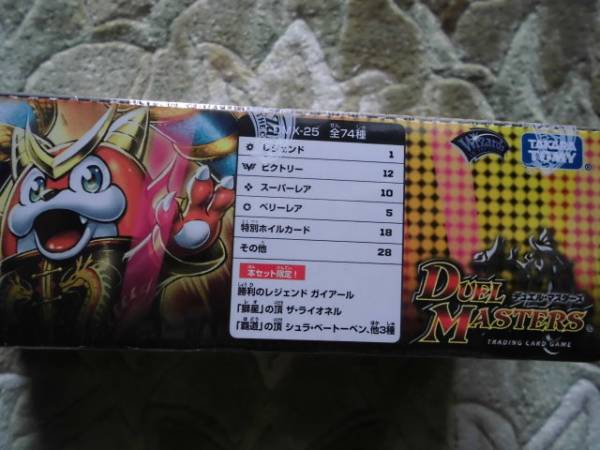 X-25 全74種
レジェンド 1
ビクトリー 12
スーパーレア 10
ベリーレア 5
特別ホイルカード 18
その他 28
本セット限定!
勝利のレジェンド ガイアール
「獅星」の頂 ザ・ライオネル
「覇道」の頂 シュラ・ベートーベン、他3種
Wizards
TAKARA TOMY
デュエル・マスターズ
DUEL MASTERS
TRADING CARD GAME